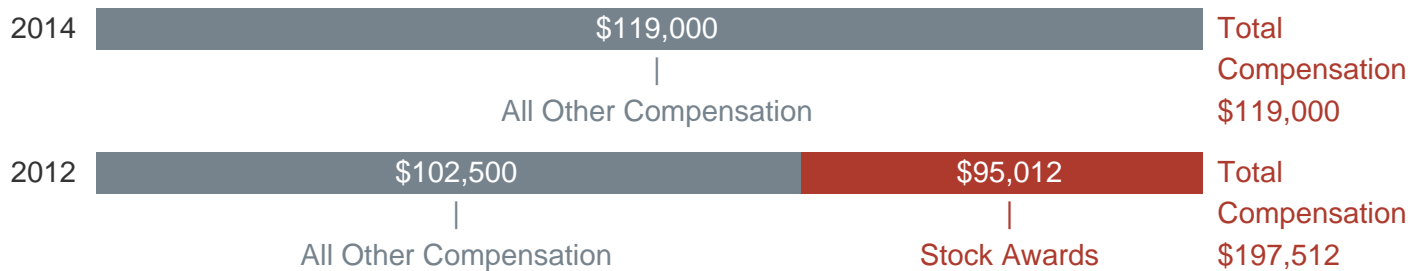 2014 $119,000 Total
| Compensation
All Other Compensation $119,000
2012 $102,500 $95,012 Total
| | Compensation
All Other Compensation Stock Awards $197,512